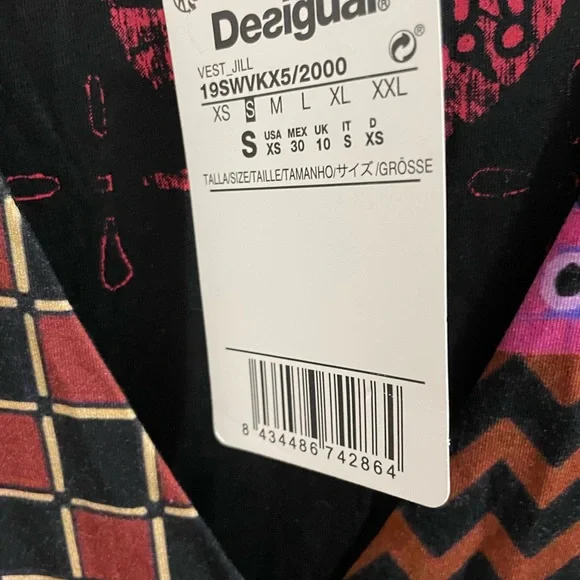 Desigual®
VEST_JILL
19SWVKX5/2000
XS S M L XL XXL
S USA XS MEX 30 UK 10 IT S D XS
TALLA/SIZE/TAILLE/TAMANHO/サイズ/GRÖSSE
8 434486 742864